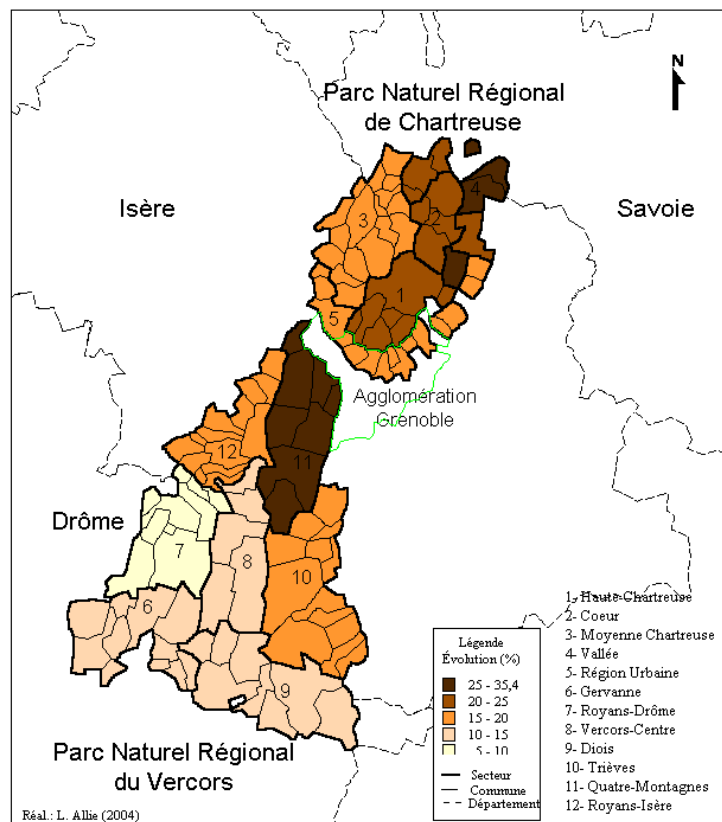 N
Parc Naturel Régional
de Chartreuse
Isère
Savoie
4
2
3
1
5
Agglomération
Grenoble
12
11
Drôme
7
8
10
6
9
Parc Naturel Régional
du Vercors
1- Haute-Chartreuse
2- Coeur
3- Moyenne Chartreuse
4- Vallée
5- Région Urbaine
6- Gervanne
7- Royans-Drôme
8- Vercors-Centre
9- Diois
10- Trièves
11- Quatre-Montagnes
12- Royans-Isère
Légende
Évolution (%)
25 - 35,4
20 - 25
15 - 20
10 - 15
5 - 10
Secteur
Commune
Département
Réal.: L. Allie (2004)